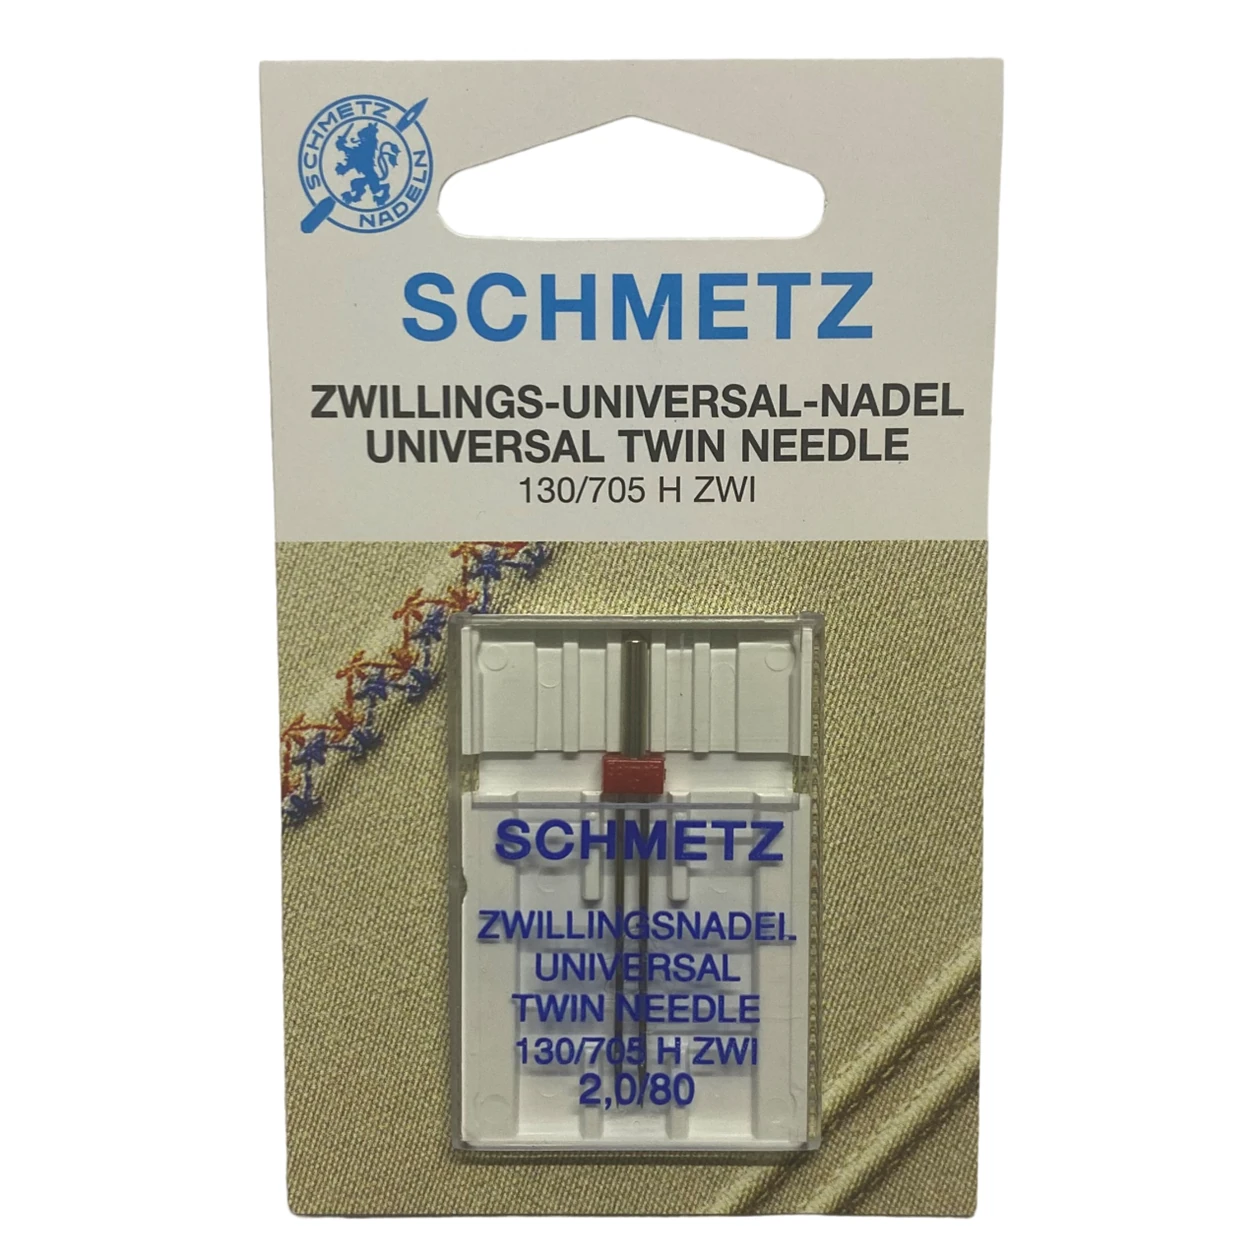 SCHMETZ
NADELN
SCHMETZ
ZWILLINGS-UNIVERSAL-NADEL
UNIVERSAL TWIN NEEDLE
130/705 H ZWI
SCHMETZ
ZWILLINGSNADEL
UNIVERSAL
TWIN NEEDLE
130/705 H ZWI
2,0/80